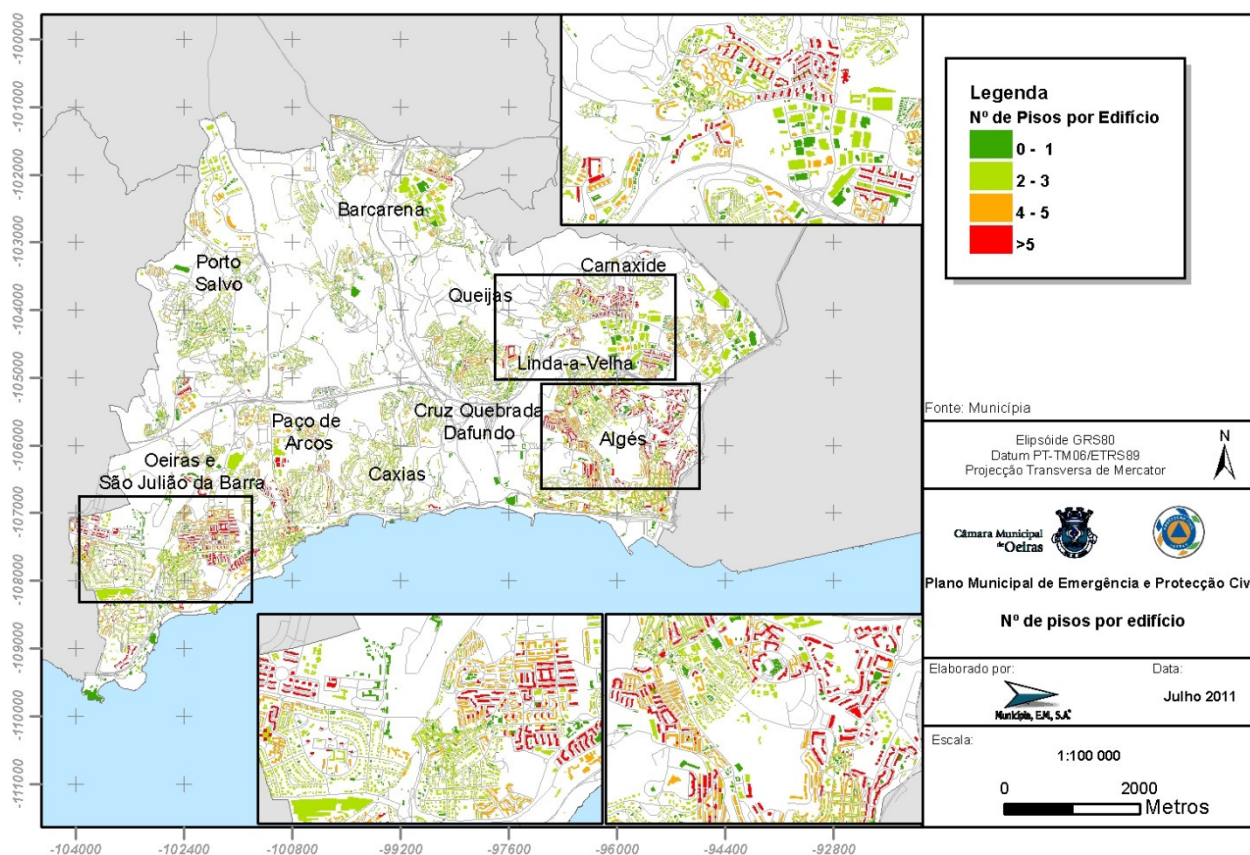 -100000
-101000
-102000
-103000
-104000
-105000
-106000
-107000
-108000
-109000
-110000
-111000
-104000
-102400
-100800
-99200
-97600
-96000
-94400
-92800
Barcarena
Porto
Salvo
Carnaxide
Queijas
Linda-a-Velha
Cruz Quebrada
Dafundo
Algés
Paço de
Arcos
Caxias
Oeiras e
São Julião da Barra
Legenda
Nº de Pisos por Edifício
0 - 1
2 - 3
4 - 5
>5
Fonte: Municípia
Elipsóide GRS80
Datum PT-TM06/ETRS89
Projecção Transversa de Mercator
N
Câmara Municipal
de Oeiras
Plano Municipal de Emergência e Protecção Civ
Nº de pisos por edifício
Elaborado por:
Data:
Municípia, E.M., S.A.
Julho 2011
Escala:
1:100 000
0
2000
Metros